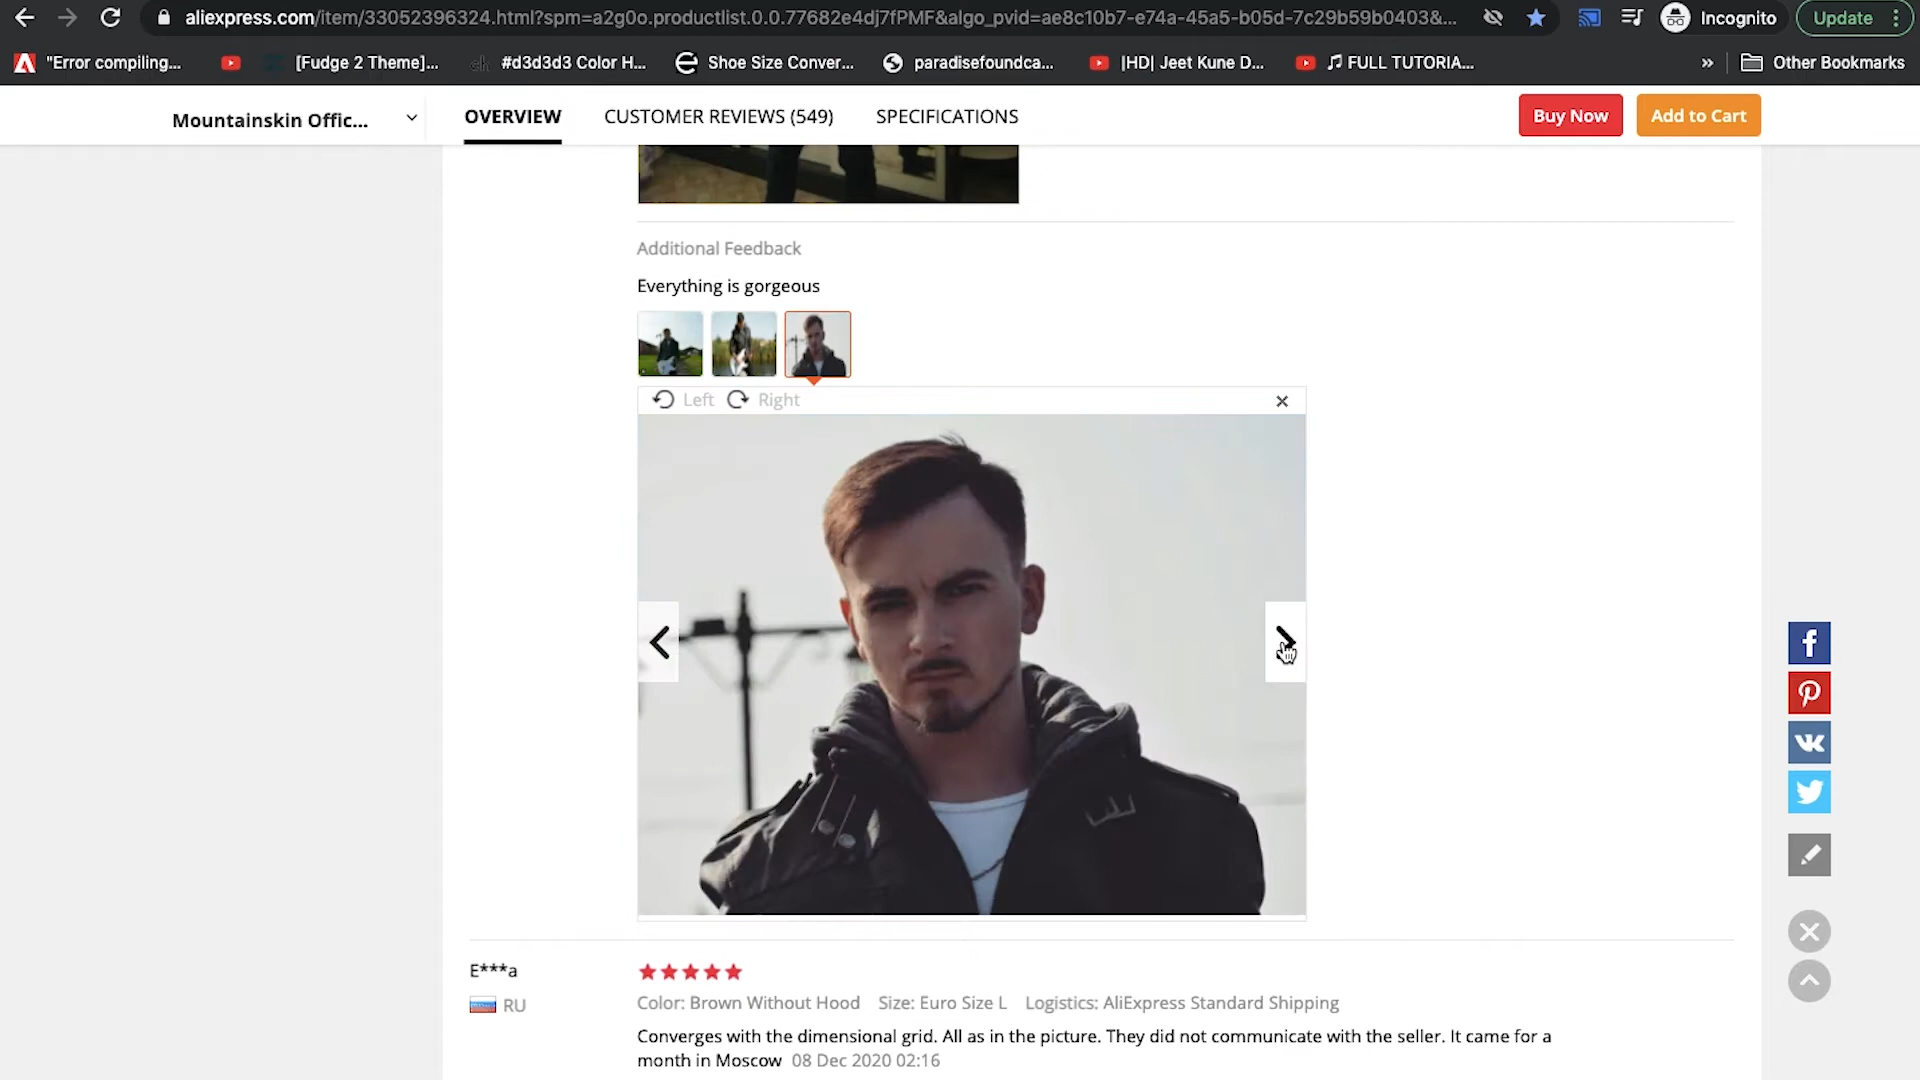 aliexpress.com/item/33052396324.html?spm=a2g0o.productlist.0.0.77682e4dj7fPMF&algo_pvid=ae8c10b7-e74a-45a5-b05d-7c29b59b0403&... Incognito Update
"Error compiling... [Fudge 2 Theme]... #d3d3d3 Color H... Shoe Size Conver... paradisefoundca... |HD| Jeet Kune D... FULL TUTORIA... » Other Bookmarks
Mountainskin Offic... OVERVIEW CUSTOMER REVIEWS (549) SPECIFICATIONS Buy Now Add to Cart
Additional Feedback
Everything is gorgeous
Left Right
E***a
RU
Color: Brown Without Hood Size: Euro Size L Logistics: AliExpress Standard Shipping
Converges with the dimensional grid. All as in the picture. They did not communicate with the seller. It came for a
month in Moscow 08 Dec 2020 02:16